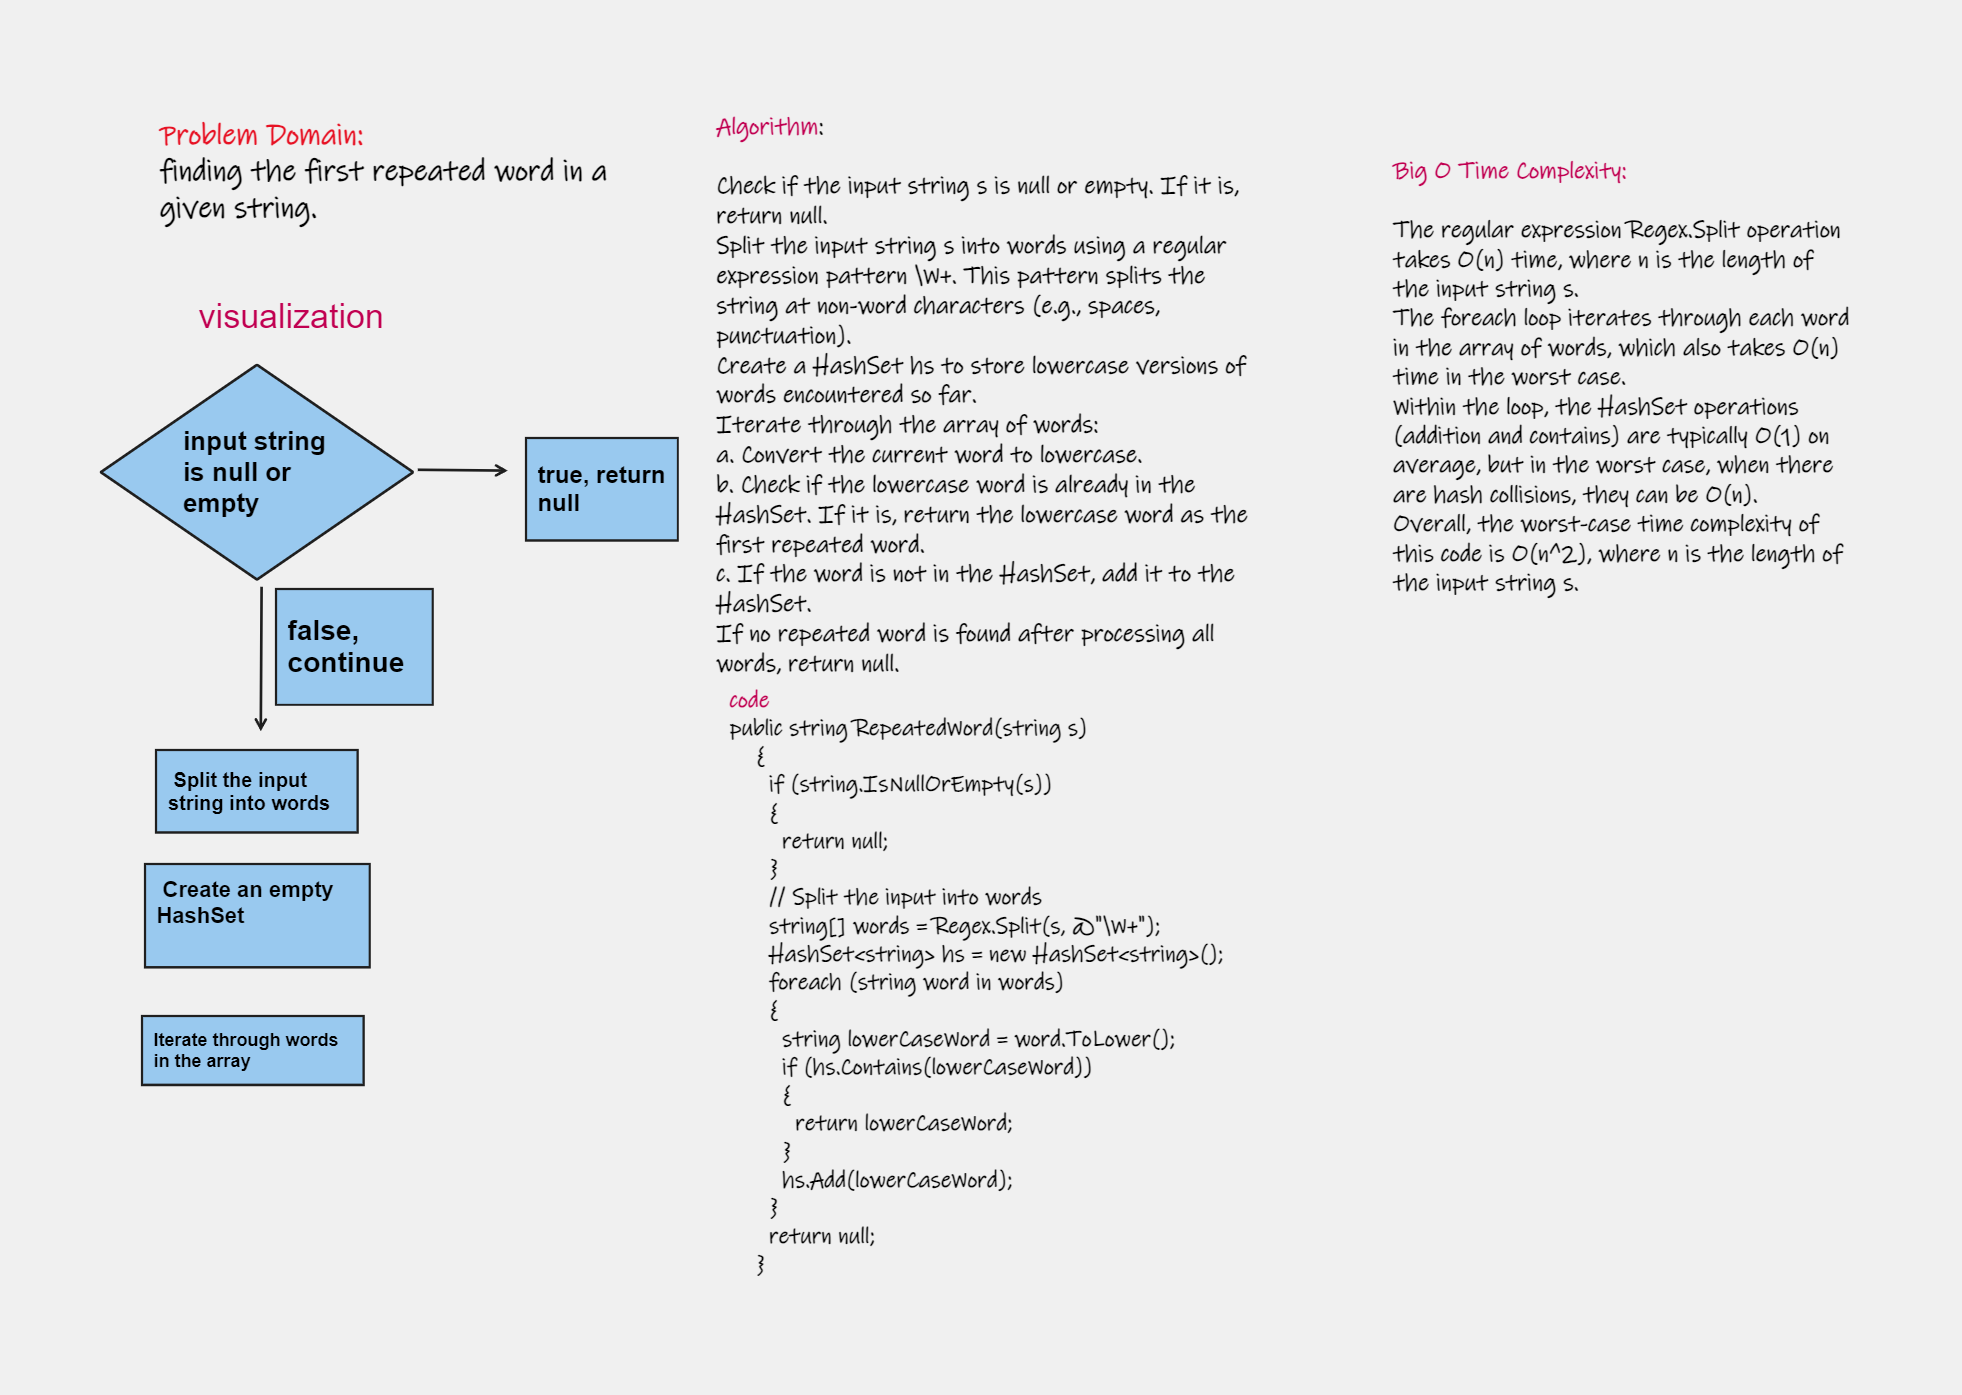 Problem Domain:
finding the first repeated word in a
given string.
visualization
input string
is null or
empty
true, return
null
false,
continue
Split the input
string into words
Create an empty
HashSet
Iterate through words
in the array
Algorithm:
Check if the input string s is null or empty. If it is,
return null.
Split the input string s into words using a regular
expression pattern \W+. This pattern splits the
string at non-word characters (e.g., spaces,
punctuation).
Create a HashSet hs to store lowercase versions of
words encountered so far.
Iterate through the array of words:
a. Convert the current word to lowercase.
b. Check if the lowercase word is already in the
HashSet. If it is, return the lowercase word as the
first repeated word.
c. If the word is not in the HashSet, add it to the
HashSet.
If no repeated word is found after processing all
words, return null.
code
public string RepeatedWord(string s)
{
if (string.IsNullOrEmpty(s))
{
return null;
}
// Split the input into words
string[] words = Regex.Split(s, @"\W+");
HashSet<string> hs = new HashSet<string>();
foreach (string word in words)
{
string lowerCaseWord = word.ToLower();
if (hs.Contains(lowerCaseWord))
{
return lowerCaseWord;
}
hs.Add(lowerCaseWord);
}
return null;
}
Big O Time Complexity:
The regular expression Regex.Split operation
takes O(n) time, where n is the length of
the input string s.
The foreach loop iterates through each word
in the array of words, which also takes O(n)
time in the worst case.
Within the loop, the HashSet operations
(addition and contains) are typically O(1) on
average, but in the worst case, when there
are hash collisions, they can be O(n).
Overall, the worst-case time complexity of
this code is O(n^2), where n is the length of
the input string s.